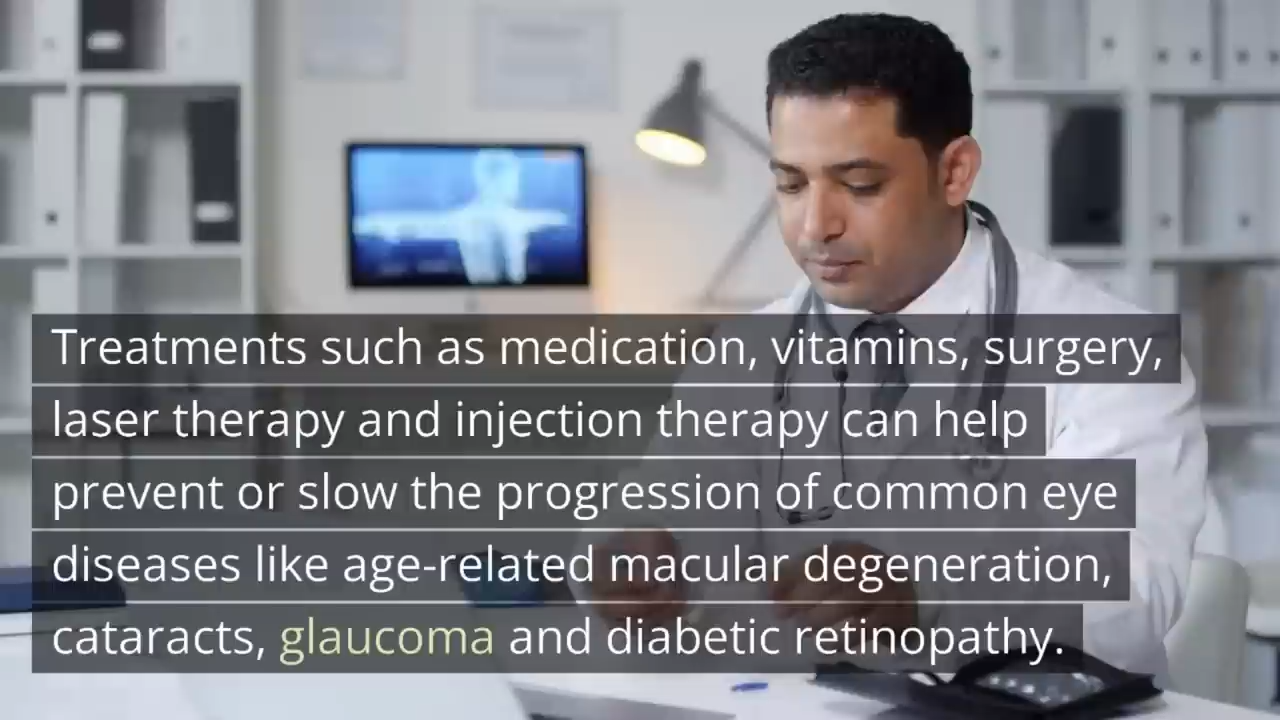 Treatments such as medication, vitamins, surgery,
laser therapy and injection therapy can help
prevent or slow the progression of common eye
diseases like age-related macular degeneration,
cataracts, glaucoma and diabetic retinopathy.